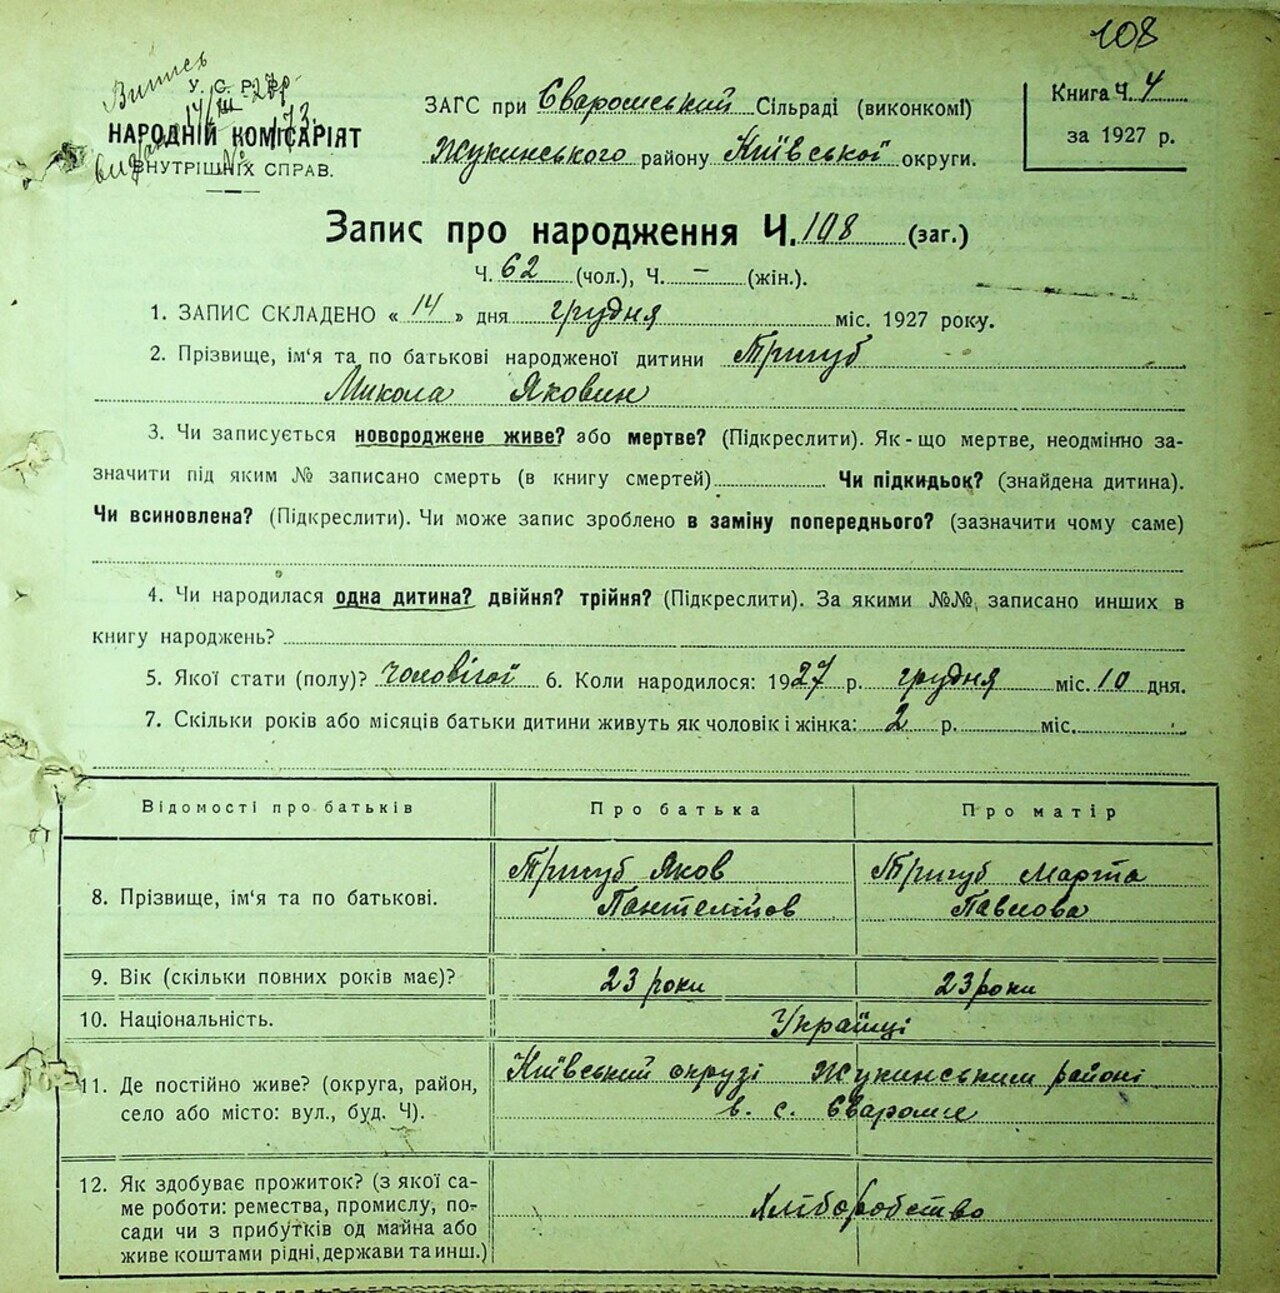 108
Витпсь
У. С. Р. Р.
НАРОДНІЙ КОМІСАРІЯТ
ВНУТРІШНІХ СПРАВ.
ЗАГС при Єваромський Сільраді (виконкомі)
Жукинського району Київської округи.
Книга Ч. 4
за 1927 р.
Запис про народження Ч. 108 (заг.)
Ч. 62 (чол.), Ч. – (жін.).
1. ЗАПИС СКЛАДЕНО « 14 » дня грудня міс. 1927 року.
2. Прізвище, ім'я та по батькові народженої дитини Тригуб
Микола Яковин
3. Чи записується новороджене живе? або мертве? (Підкреслити). Як-що мертве, неодмінно за-
значити під яким № записано смерть (в книгу смертей) Чи підкидьок? (знайдена дитина).
Чи всиновлена? (Підкреслити). Чи може запис зроблено в заміну попереднього? (зазначити чому саме)
4. Чи народилася одна дитина? двійня? трійня? (Підкреслити). За якими №№ записано инших в
книгу народжень?
5. Якої стати (полу)? чоловічої 6. Коли народилося: 1927 р. грудня міс. 10 дня.
7. Скільки років або місяців батьки дитини живуть як чоловік і жінка: 2 р. міс.
Відомості про батьків Про батька Про матір
8. Прізвище, ім'я та по батькові.
Тригуб Яков
Пантелійов
Тригуб Марта
Павлова
9. Вік (скільки повних років має)? 23 роки 23 роки
10. Національність. Українці
11. Де постійно живе? (округа, район,
село або місто: вул., буд. Ч).
Київський окрузі Жукинським районі
в. с. Єваромє
12. Як здобуває прожиток? (з якої са-
ме роботи: ремества, промислу, по-
сади чи з прибутків од майна або
живе коштами рідні, держави та инш.)
Хліборобство